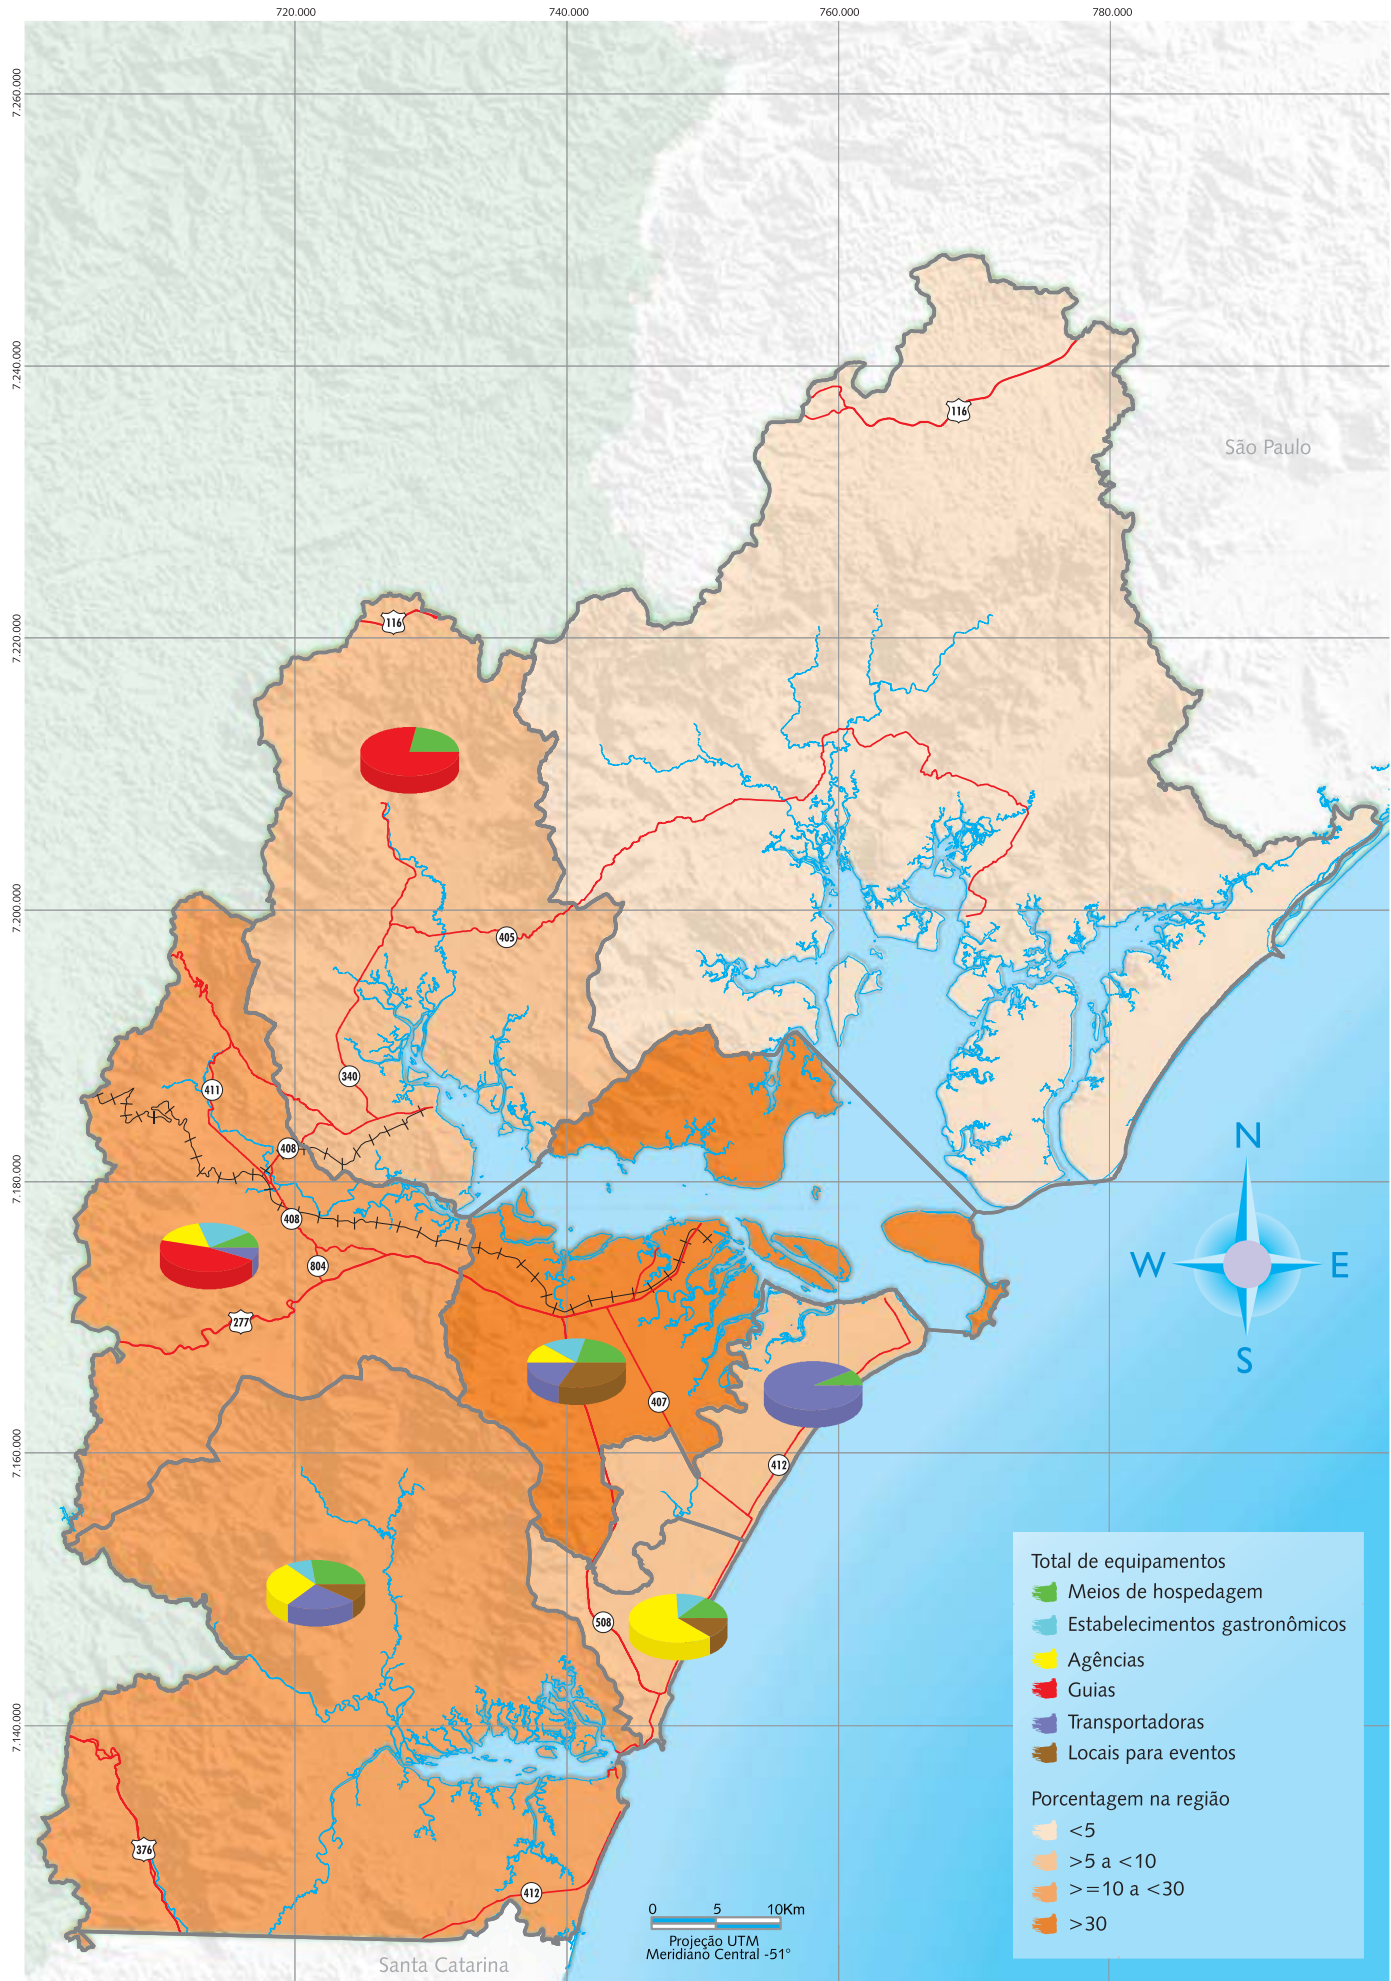 720.000
740.000
760.000
780.000
7.260.000
7.240.000
116
São Paulo
7.220.000
116
7.200.000
405
340
411
408
7.180.000
N
408
804
W
E
277
S
407
7.160.000
412
Total de equipamentos
Meios de hospedagem
Estabelecimentos gastronômicos
Agências
Guias
Transportadoras
Locais para eventos
Porcentagem na região
<5
>5 a <10
>=10 a <30
>30
508
7.140.000
376
412
0 5 10Km
Projeção UTM
Meridiano Central -51°
Santa Catarina